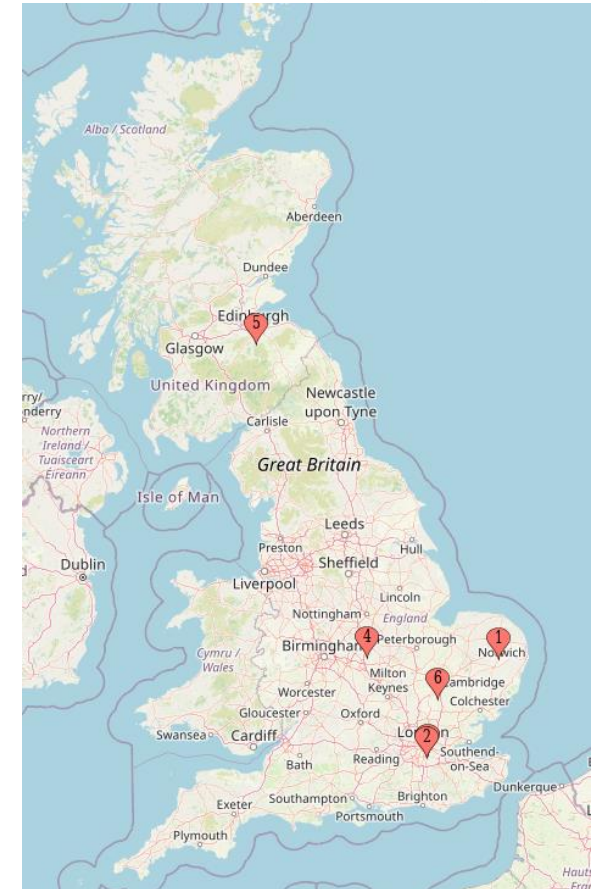 Alba / Scotland
Aberdeen
Dundee
Edinburgh
5
Glasgow
United Kingdom
Newcastle
upon Tyne
ry/
nderry
Carlisle
Northern
Ireland /
Tuaisceart
Éireann
Great Britain
Isle of Man
Leeds
Preston
Hull
Dublin
Sheffield
Liverpool
Lincoln
Nottingham
England
1
4
Peterborough
Norwich
Birmingham
Cymru /
Wales
6
Milton
Keynes
Cambridge
Worcester
Colchester
Gloucester
Oxford
Swansea
Cardiff
London
2
Southend-
on-Sea
Reading
Bath
Dunkerque
Southampton
Brighton
Exeter
Portsmouth
Plymouth
Hauts
Fran